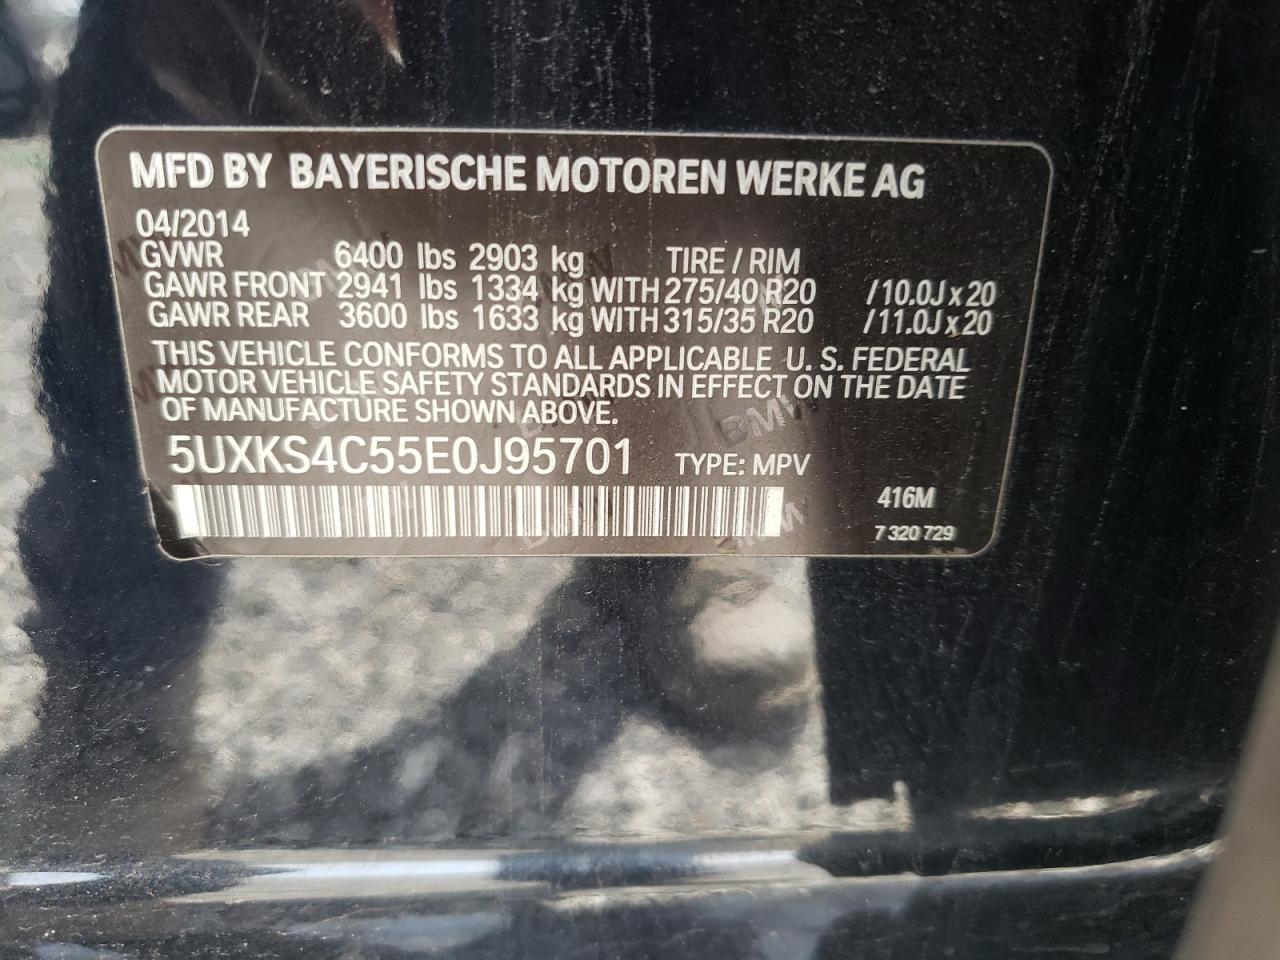 MFD BY BAYERISCHE MOTOREN WERKE AG
04/2014
GVWR 6400 lbs 2903 kg TIRE / RIM
GAWR FRONT 2941 lbs 1334 kg WITH 275/40 R20 /10.0J x 20
GAWR REAR 3600 lbs 1633 kg WITH 315/35 R20 /11.0J x 20
THIS VEHICLE CONFORMS TO ALL APPLICABLE U. S. FEDERAL
MOTOR VEHICLE SAFETY STANDARDS IN EFFECT ON THE DATE
OF MANUFACTURE SHOWN ABOVE.
5UXKS4C55E0J95701 TYPE: MPV
416M
7 320 729